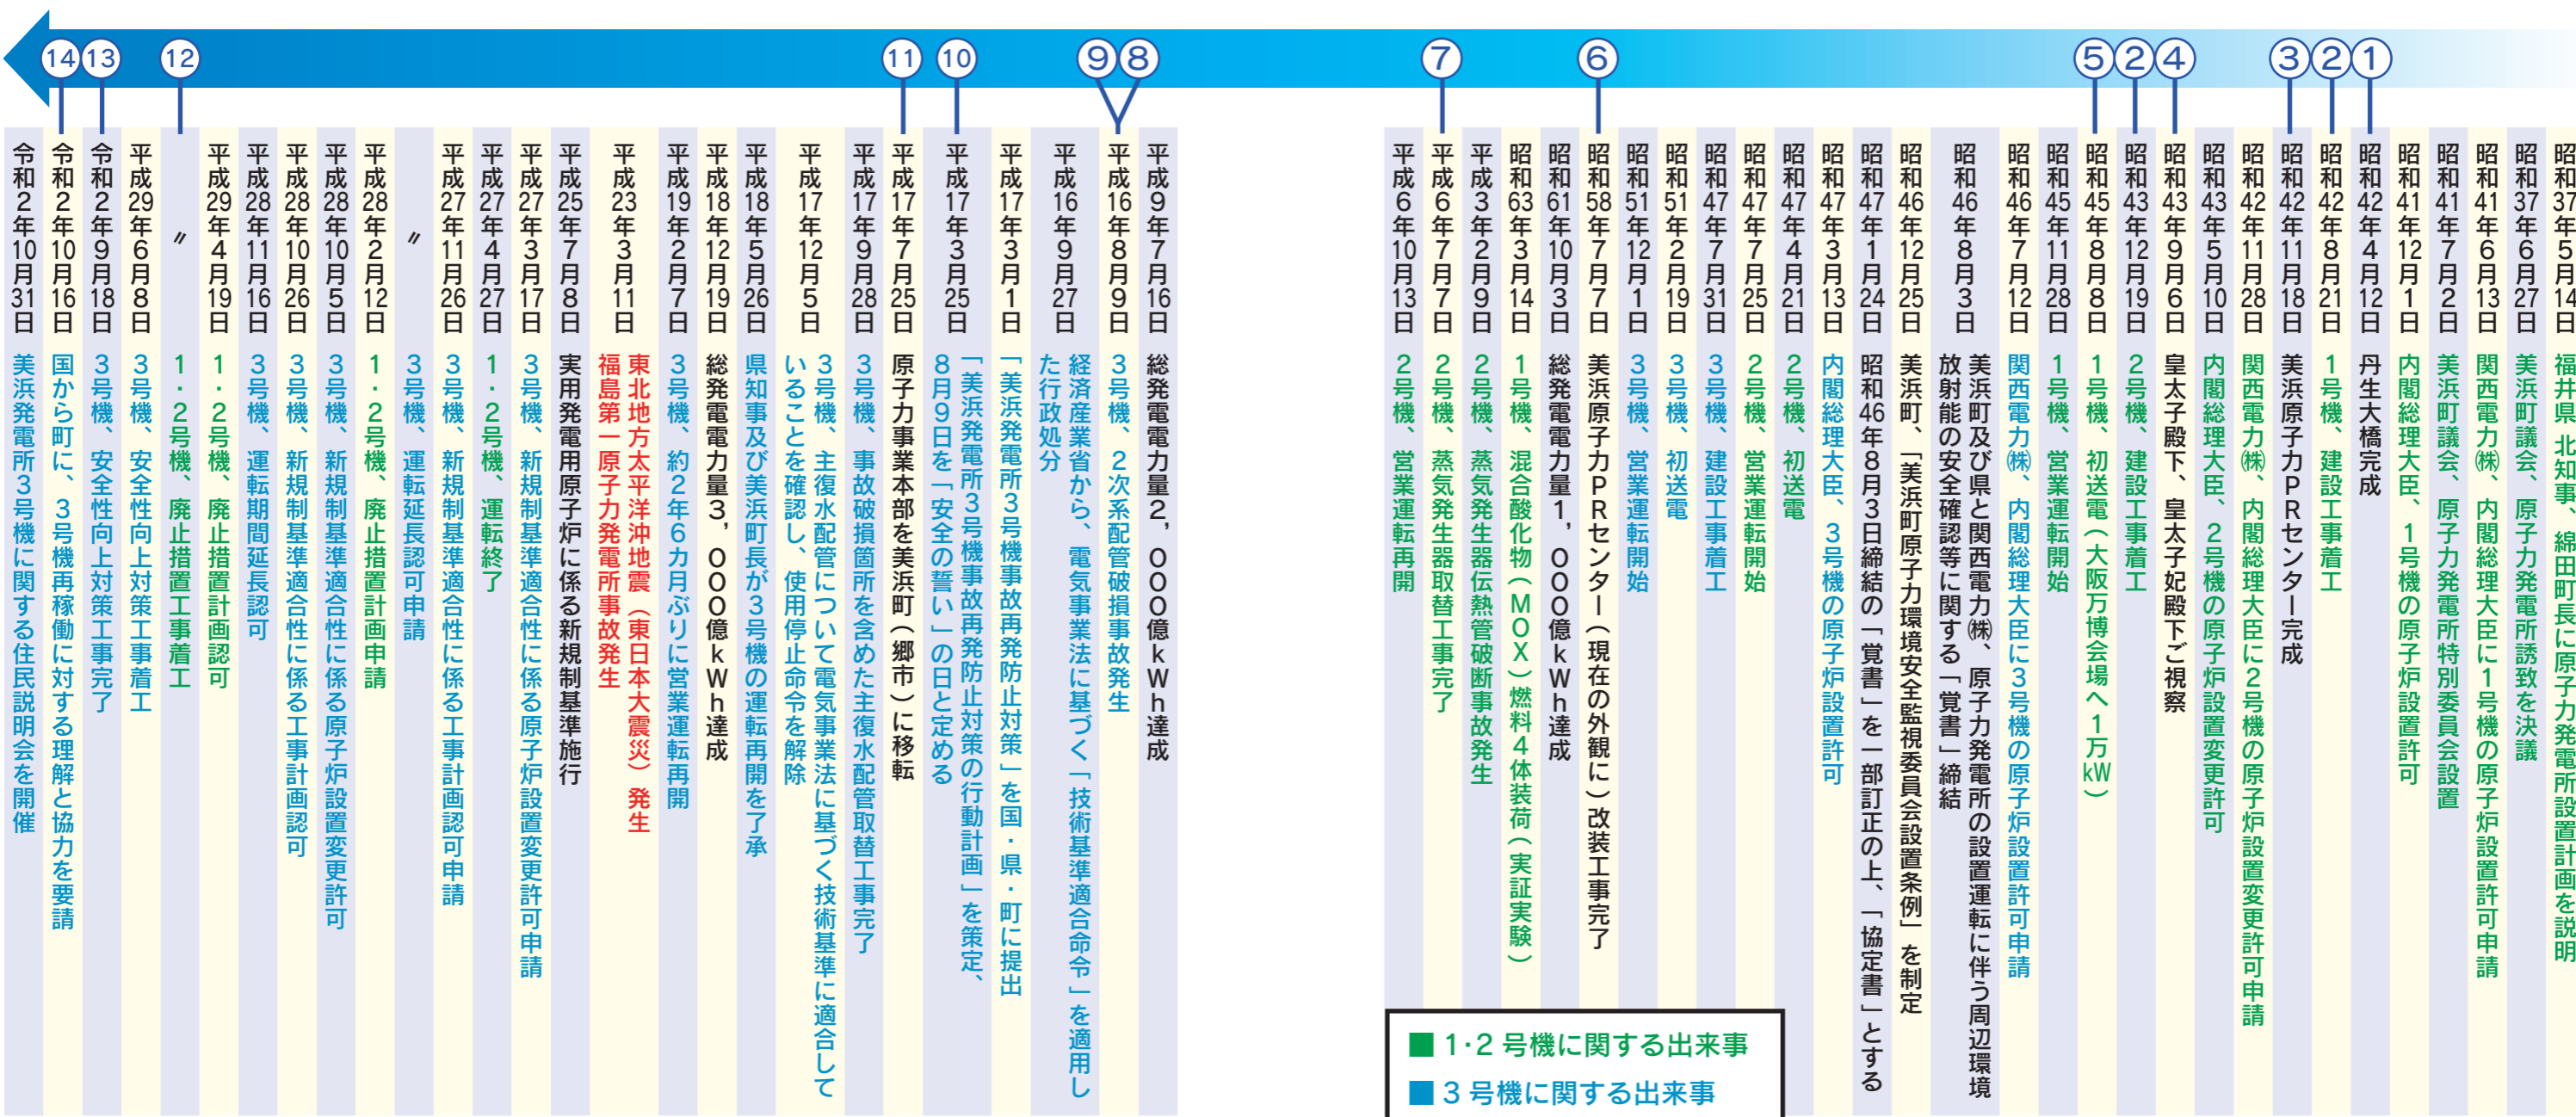 ①
②
③
④
②
⑤
⑥
⑦
⑧
⑨
⑩
⑪
⑫
⑬
⑭
昭和37年5月14日 福井県 北知事、綿田町長に原子力発電所設置計画を説明
昭和37年6月27日 美浜町議会、原子力発電所誘致を決議
昭和41年6月13日 関西電力㈱、内閣総理大臣に1号機の原子炉設置許可申請
昭和41年7月2日 美浜町議会、原子力発電所特別委員会設置
昭和41年12月1日 内閣総理大臣、1号機の原子炉設置許可
昭和42年4月12日 丹生大橋完成
昭和42年8月21日 1号機、建設工事着工
昭和42年11月18日 美浜原子力PRセンター完成
昭和42年11月28日 関西電力㈱、内閣総理大臣に2号機の原子炉設置変更許可申請
昭和43年5月10日 内閣総理大臣、2号機の原子炉設置変更許可
昭和43年9月6日 皇太子殿下、皇太子妃殿下ご視察
昭和43年12月19日 2号機、建設工事着工
昭和45年8月8日 1号機、初送電(大阪万博会場へ1万kW)
昭和45年11月28日 1号機、営業運転開始
昭和46年7月12日 関西電力㈱、内閣総理大臣に3号機の原子炉設置許可申請
昭和46年8月3日 美浜町及び県と関西電力㈱、原子力発電所の設置運転に伴う周辺環境
放射能の安全確認等に関する「覚書」締結
昭和46年12月25日 美浜町、「美浜町原子力環境安全監視委員会設置条例」を制定
昭和47年1月24日 昭和46年8月3日締結の「覚書」を一部訂正の上、「協定書」とする
昭和47年3月13日 内閣総理大臣、3号機の原子炉設置許可
昭和47年4月21日 2号機、初送電
昭和47年7月25日 2号機、営業運転開始
昭和47年7月31日 3号機、建設工事着工
昭和51年2月19日 3号機、初送電
昭和51年12月1日 3号機、営業運転開始
昭和58年7月7日 美浜原子力PRセンター(現在の外観に)改装工事完了
昭和61年10月3日 総発電電力量1,000億kWh達成
昭和63年3月14日 1号機、混合酸化物(MOX)燃料4体装荷(実証実験)
平成3年2月9日 2号機、蒸気発生器伝熱管破断事故発生
平成6年7月7日 2号機、蒸気発生器取替工事完了
平成6年10月13日 2号機、営業運転再開
■1・2号機に関する出来事
■3号機に関する出来事
平成9年7月16日 総発電電力量2,000億kWh達成
平成16年8月9日 3号機、2次系配管破損事故発生
平成16年9月27日 経済産業省から、電気事業法に基づく「技術基準適合命令」を適用し
た行政処分
平成17年3月1日 「美浜発電所3号機事故再発防止対策」を国・県・町に提出
平成17年3月25日 「美浜発電所3号機事故再発防止対策の行動計画」を策定、
8月9日を「安全の誓い」の日と定める
平成17年7月25日 原子力事業本部を美浜町(郷市)に移転
平成17年9月28日 3号機、事故破損箇所を含めた主復水配管取替工事完了
平成17年12月5日 3号機、主復水配管について電気事業法に基づく技術基準に適合して
いることを確認し、使用停止命令を解除
平成18年5月26日 県知事及び美浜町長が3号機の運転再開を了承
平成18年12月19日 総発電電力量3,000億kWh達成
平成19年2月7日 3号機、約2年6カ月ぶりに営業運転再開
平成23年3月11日 東北地方太平洋沖地震(東日本大震災)発生
福島第一原子力発電所事故発生
平成25年7月8日 実用発電用原子炉に係る新規制基準施行
平成27年3月17日 3号機、新規制基準適合性に係る原子炉設置変更許可申請
平成27年4月27日 1・2号機、運転終了
平成27年11月26日 3号機、新規制基準適合性に係る工事計画認可申請
〃 3号機、運転延長認可申請
平成28年2月12日 1・2号機、廃止措置計画申請
平成28年10月5日 3号機、新規制基準適合性に係る原子炉設置変更許可
平成28年10月26日 3号機、新規制基準適合性に係る工事計画認可
平成28年11月16日 3号機、運転期間延長認可
平成29年4月19日 1・2号機、廃止措置計画認可
〃 1・2号機、廃止措置工事着工
平成29年6月8日 3号機、安全性向上対策工事着工
令和2年9月18日 3号機、安全性向上対策工事完了
令和2年10月16日 国から町に、3号機再稼働に対する理解と協力を要請
令和2年10月31日 美浜発電所3号機に関する住民説明会を開催